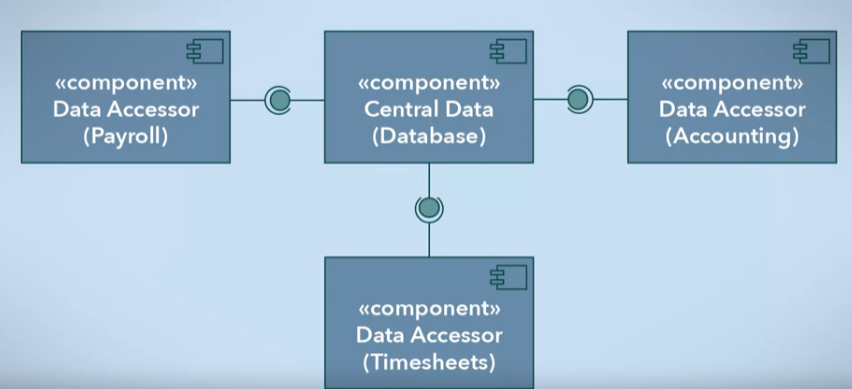 «component»
Data Accessor
(Payroll)
«component»
Central Data
(Database)
«component»
Data Accessor
(Accounting)
«component»
Data Accessor
(Timesheets)